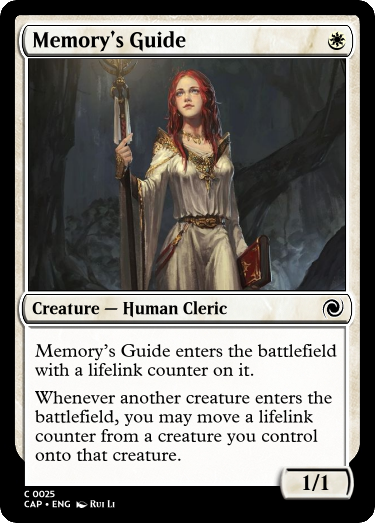 Memory's Guide
Creature — Human Cleric
Memory's Guide enters the battlefield
with a lifelink counter on it.
Whenever another creature enters the
battlefield, you may move a lifelink
counter from a creature you control
onto that creature.
1/1
C 0025
CAP • ENG Rui Li